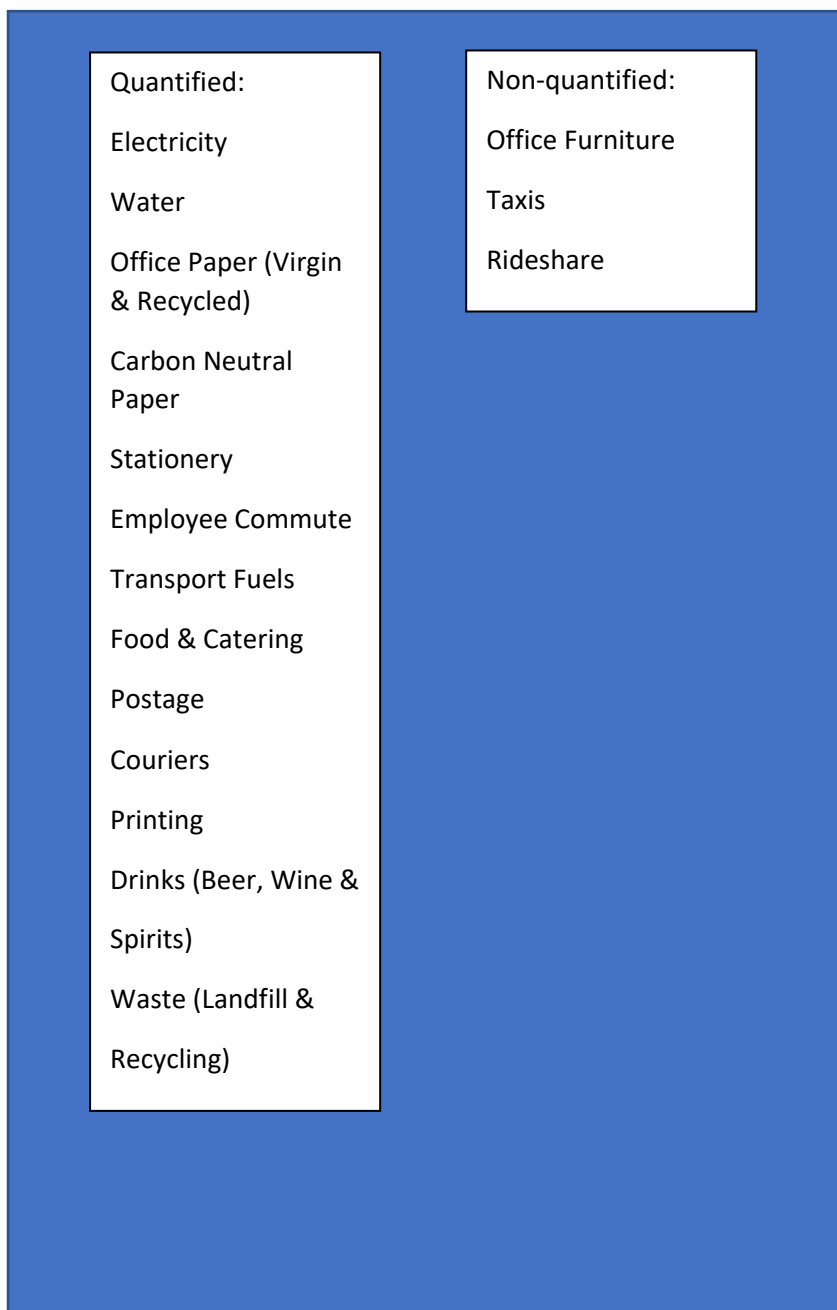 Quantified:
Electricity
Water
Office Paper (Virgin
& Recycled)
Carbon Neutral
Paper
Stationery
Employee Commute
Transport Fuels
Food & Catering
Postage
Couriers
Printing
Drinks (Beer, Wine &
Spirits)
Waste (Landfill &
Recycling)
Non-quantified:
Office Furniture
Taxis
Rideshare